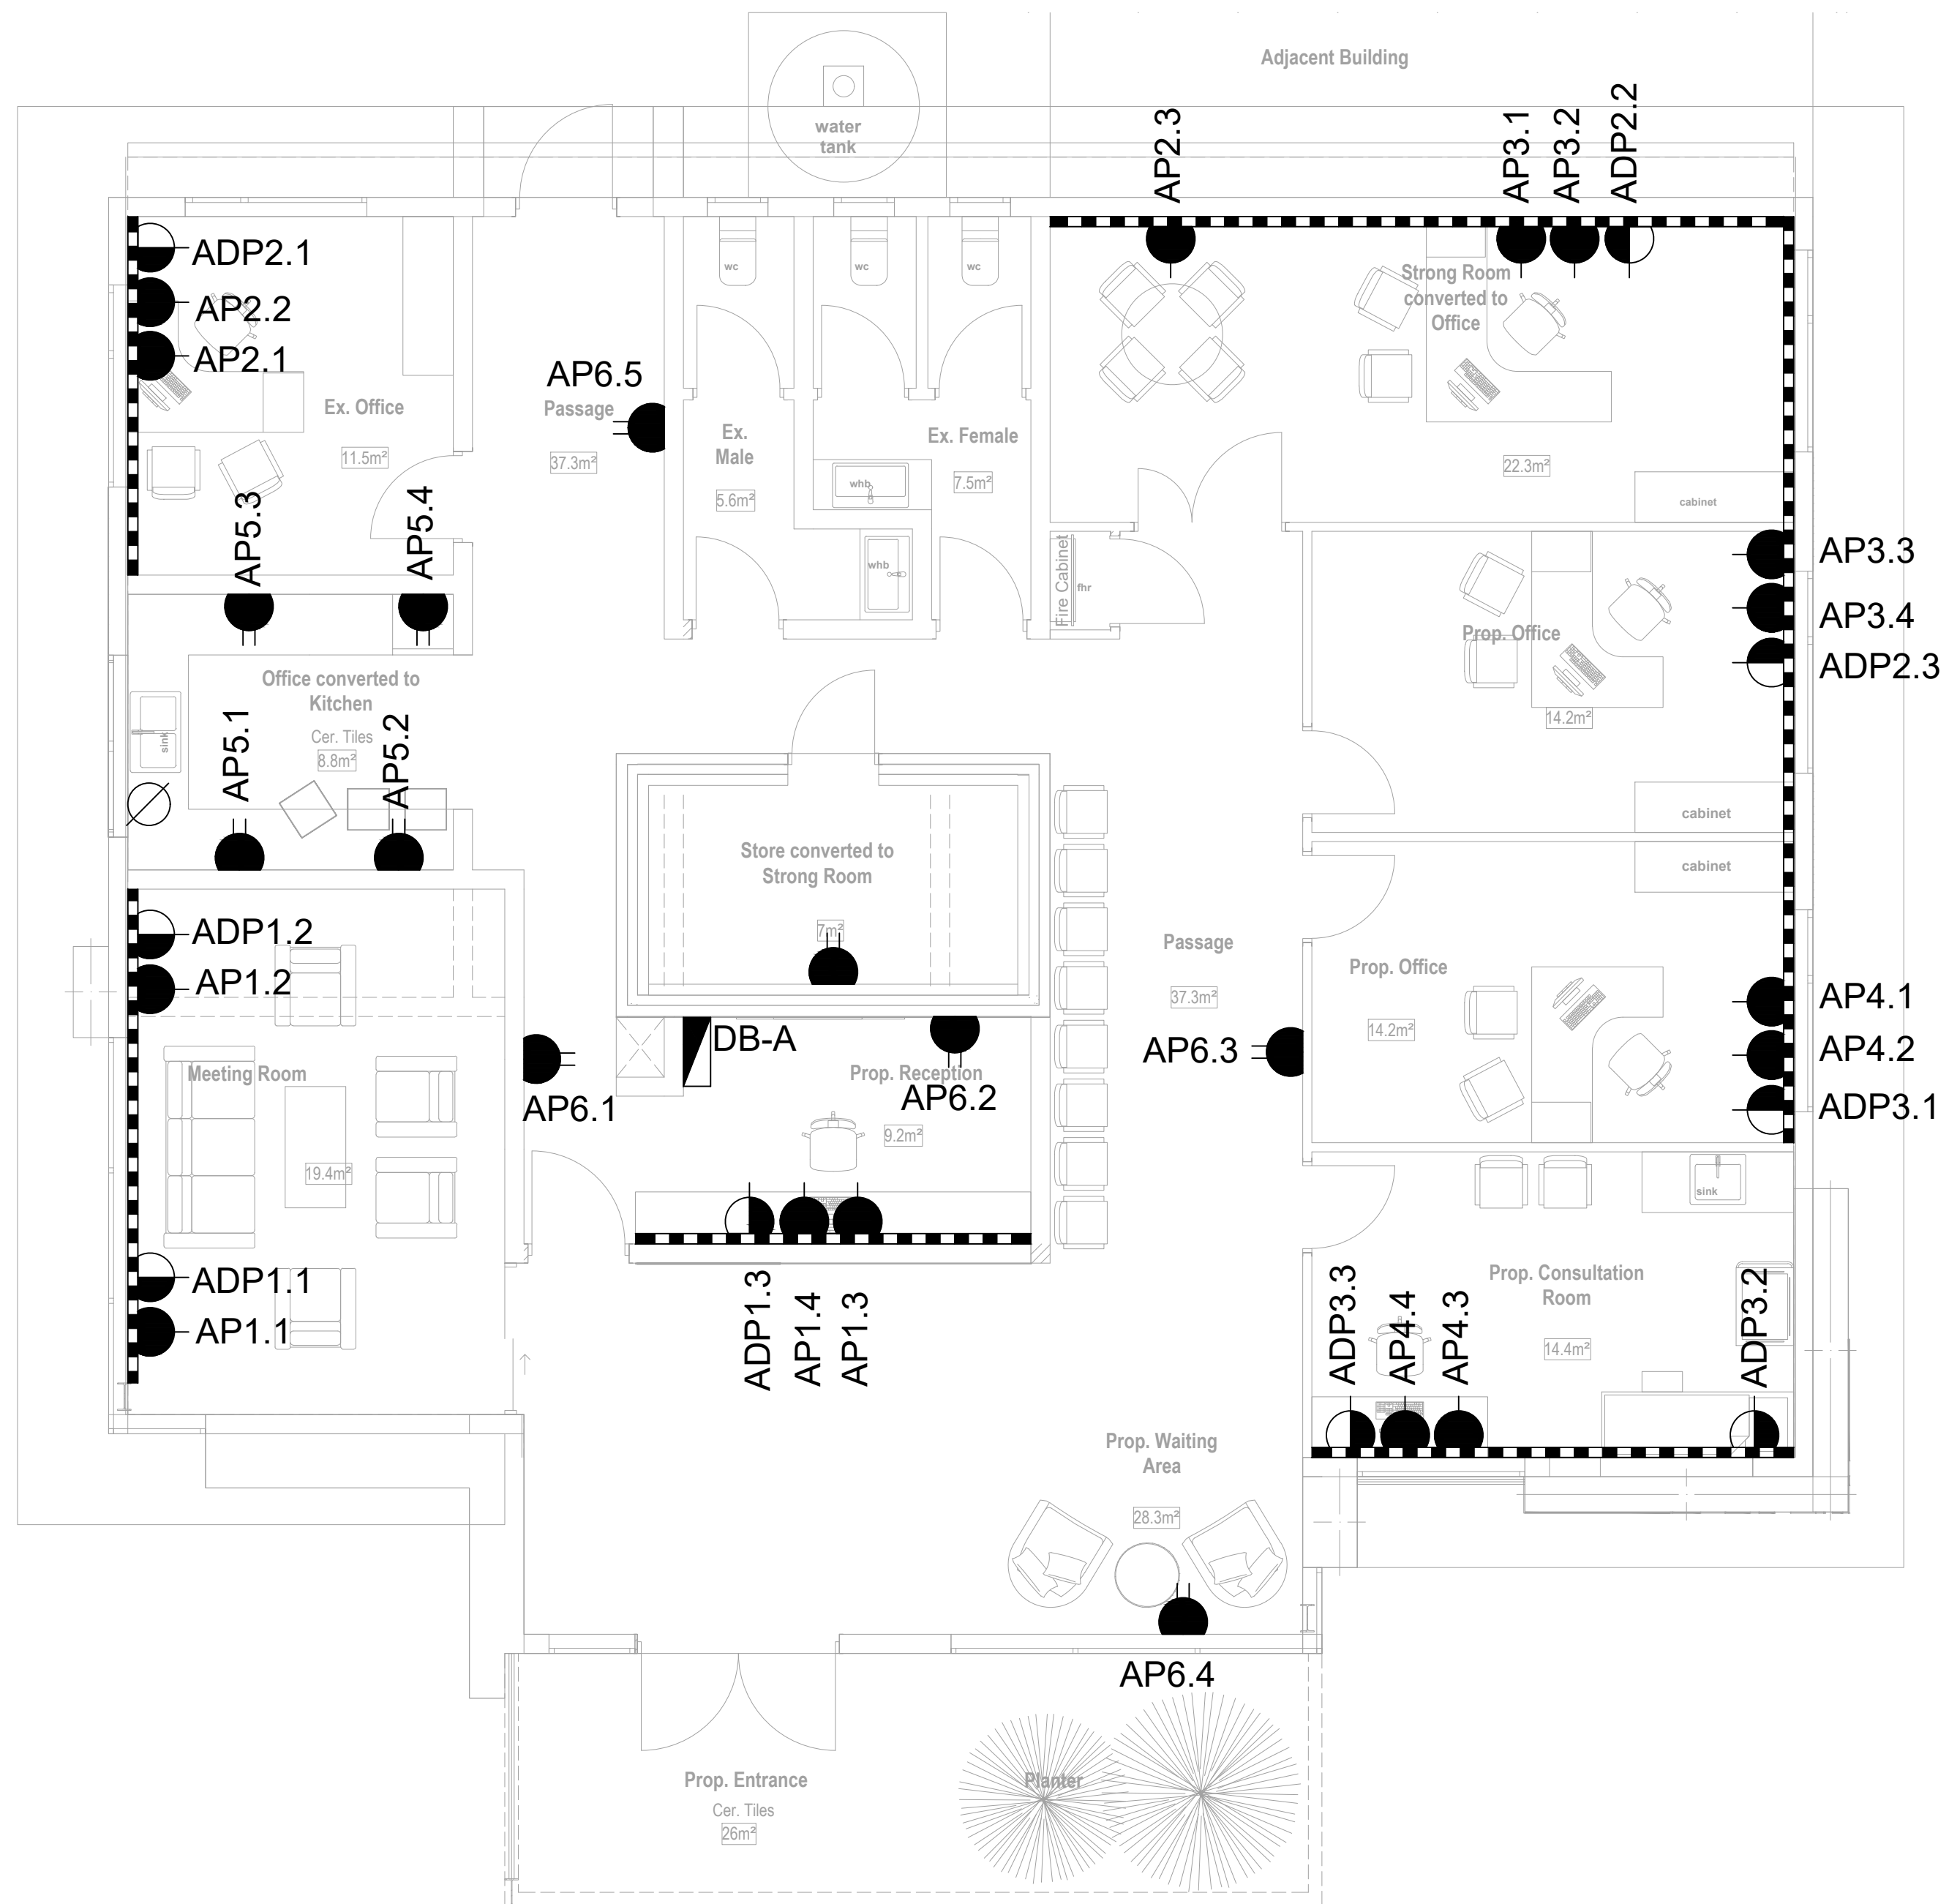 Adjacent Building
water
tank
AP2.3
AP3.1
AP3.2
ADP2.2
ADP2.1
AP2.2
AP2.1
Ex. Office
11.5m²
AP6.5
Passage
37.3m²
wc
wc
wc
Ex.
Male
5.6m²
Ex. Female
7.5m²
whb
whb
Strong Room
converted to
Office
22.3m²
cabinet
AP5.3
AP5.4
Fire Cabinet
fhr
AP3.3
AP3.4
ADP2.3
Prop. Office
14.2m²
cabinet
Office converted to
Kitchen
Cer. Tiles
8.8m²
sink
AP5.1
AP5.2
Store converted to
Strong Room
7m²
cabinet
Prop. Office
14.2m²
Passage
37.3m²
ADP1.2
AP1.2
AP4.1
AP4.2
ADP3.1
DB-A
AP6.1
Prop. Reception
AP6.2
9.2m²
AP6.3
Meeting Room
19.4m²
sink
ADP1.1
AP1.1
ADP1.3
AP1.4
AP1.3
Prop. Consultation
Room
14.4m²
ADP3.3
AP4.4
AP4.3
ADP3.2
Prop. Waiting
Area
28.3m²
AP6.4
Prop. Entrance
Cer. Tiles
26m²
Planter